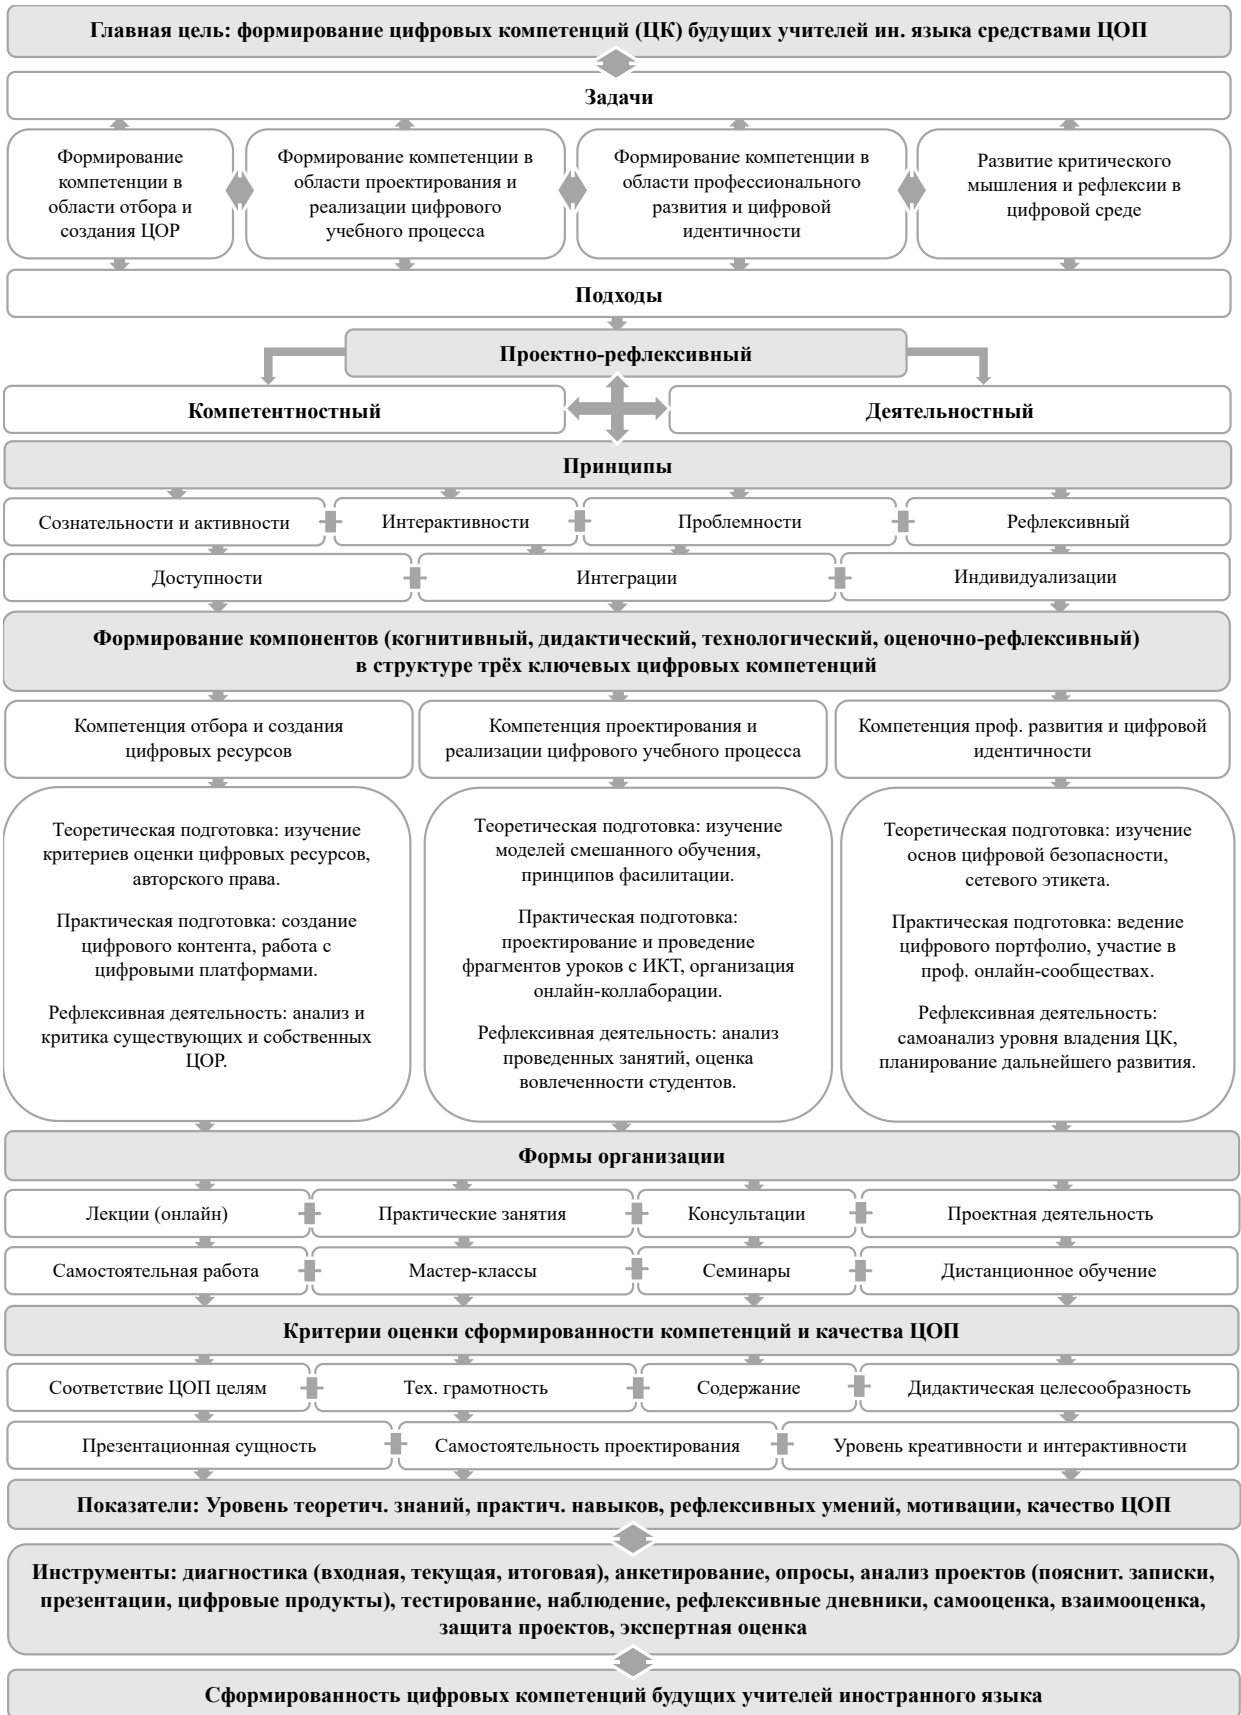 Главная цель: формирование цифровых компетенций (ЦК) будущих учителей ин. языка средствами ЦОП
Задачи
Формирование
компетенции в
области отбора и
создания ЦОР
Формирование компетенции в
области проектирования и
реализации цифрового
учебного процесса
Формирование компетенции в
области профессионального
развития и цифровой
идентичности
Развитие критического
мышления и рефлексии в
цифровой среде
Подходы
Проектно-рефлексивный
Компетентностный
Деятельностный
Принципы
Сознательности и активности
Интерактивности
Проблемности
Рефлексивный
Доступности
Интеграции
Индивидуализации
Формирование компонентов (когнитивный, дидактический, технологический, оценочно-рефлексивный)
в структуре трёх ключевых цифровых компетенций
Компетенция отбора и создания
цифровых ресурсов
Компетенция проектирования и
реализации цифрового учебного процесса
Компетенция проф. развития и цифровой
идентичности
Теоретическая подготовка: изучение
критериев оценки цифровых ресурсов,
авторского права.
Практическая подготовка: создание
цифрового контента, работа с
цифровыми платформами.
Рефлексивная деятельность: анализ и
критика существующих и собственных
ЦОР.
Теоретическая подготовка: изучение
моделей смешанного обучения,
принципов фасилитации.
Практическая подготовка:
проектирование и проведение
фрагментов уроков с ИКТ, организация
онлайн-коллаборации.
Рефлексивная деятельность: анализ
проведенных занятий, оценка
вовлеченности студентов.
Теоретическая подготовка: изучение
основ цифровой безопасности,
сетевого этикета.
Практическая подготовка: ведение
цифрового портфолио, участие в
проф. онлайн-сообществах.
Рефлексивная деятельность:
самоанализ уровня владения ЦК,
планирование дальнейшего развития.
Формы организации
Лекции (онлайн)
Практические занятия
Консультации
Проектная деятельность
Самостоятельная работа
Мастер-классы
Семинары
Дистанционное обучение
Критерии оценки сформированности компетенций и качества ЦОП
Соответствие ЦОП целям
Тех. грамотность
Содержание
Дидактическая целесообразность
Презентационная сущность
Самостоятельность проектирования
Уровень креативности и интерактивности
Показатели: Уровень теоретич. знаний, практич. навыков, рефлексивных умений, мотивации, качество ЦОП
Инструменты: диагностика (входная, текущая, итоговая), анкетирование, опросы, анализ проектов (пояснит. записки,
презентации, цифровые продукты), тестирование, наблюдение, рефлексивные дневники, самооценка, взаимооценка,
защита проектов, экспертная оценка
Сформированность цифровых компетенций будущих учителей иностранного языка